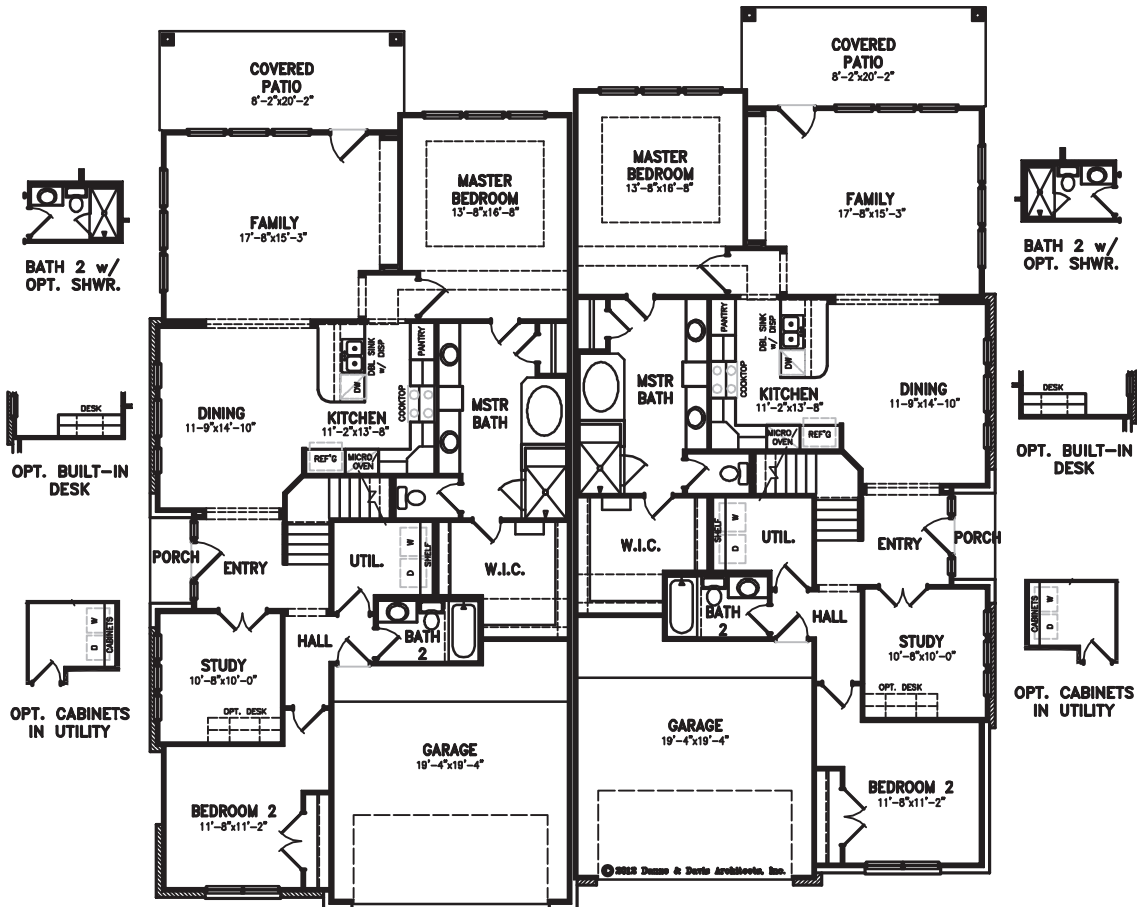 COVERED
PATIO
8'-2"x20'-2"
MASTER
BEDROOM
13'-8"x16'-8"
FAMILY
17'-8"x15'-3"
BATH 2 w/
OPT. SHWR.
DINING
11-9"x14'-10"
KITCHEN
11'-2"x13'-8"
DBL SINK
w/ DISP
DW
PANTRY
COOKTOP
REF'G
MICRO/
OVEN
MSTR
BATH
DESK
OPT. BUILT-IN
DESK
PORCH
ENTRY
UTIL.
W
D
SHELF
W.I.C.
HALL
BATH
2
STUDY
10'-8"x10'-0"
OPT. DESK
W
D
CABINETS
OPT. CABINETS
IN UTILITY
BEDROOM 2
11'-8"x11'-2"
GARAGE
19'-4"x19'-4"
COVERED
PATIO
8'-2"x20'-2"
MASTER
BEDROOM
13'-8"x16'-8"
FAMILY
17'-8"x15'-3"
BATH 2 w/
OPT. SHWR.
PANTRY
DBL SINK
w/ DISP
DW
COOKTOP
MSTR
BATH
KITCHEN
11'-2"x13'-8"
DINING
11-9"x14'-10"
MICRO/
OVEN
REF'G
DESK
OPT. BUILT-IN
DESK
W.I.C.
SHELF
W
D
UTIL.
ENTRY
PORCH
BATH
2
HALL
STUDY
10'-8"x10'-0"
OPT. DESK
CABINETS
W
D
OPT. CABINETS
IN UTILITY
GARAGE
19'-4"x19'-4"
BEDROOM 2
11'-8"x11'-2"
© 2012 Danze & Davis Architects, Inc.